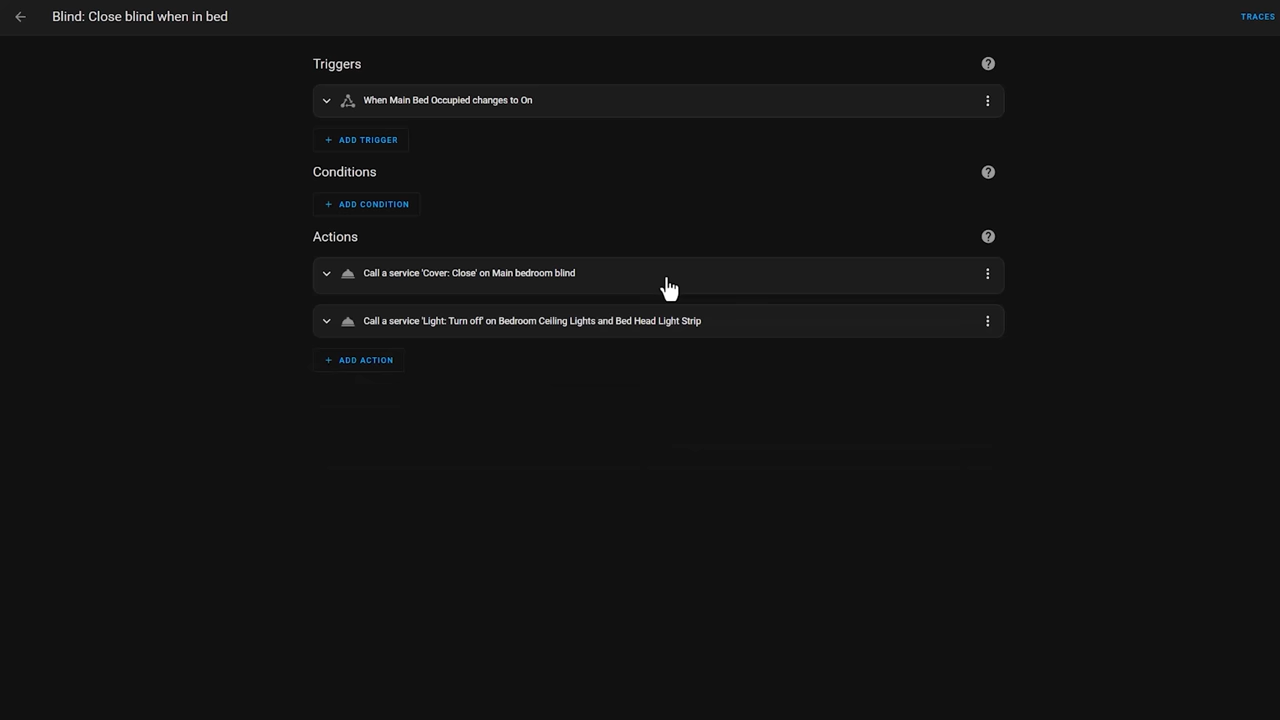 Blind: Close blind when in bed
TRACES
Triggers
When Main Bed Occupied changes to On
+ ADD TRIGGER
Conditions
+ ADD CONDITION
Actions
Call a service 'Cover: Close' on Main bedroom blind
Call a service 'Light: Turn off' on Bedroom Ceiling Lights and Bed Head Light Strip
+ ADD ACTION